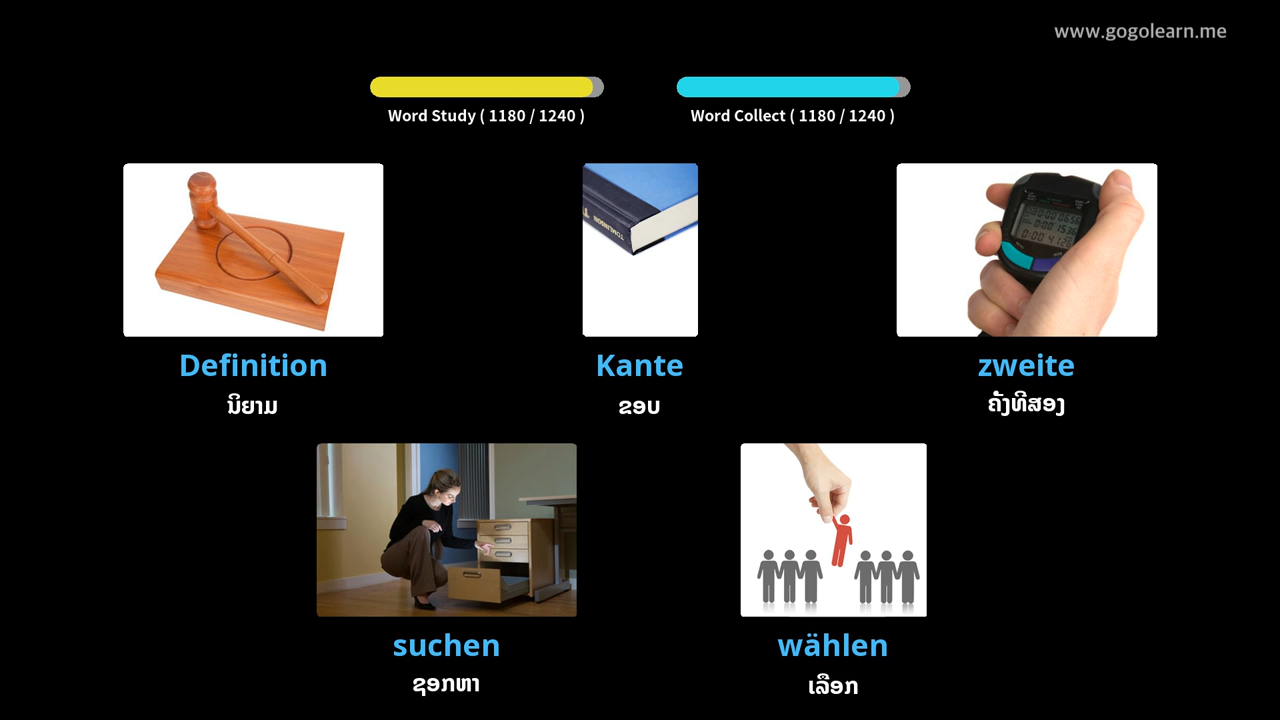 www.gogolearn.me
Word Study ( 1180 / 1240 )
Word Collect ( 1180 / 1240 )
TOMLINSON
Definition
Kante
zweite
ນິຍາມ
ຂອບ
ຄັ້ງທີສອງ
suchen
wählen
ຊອກຫາ
ເລືອກ